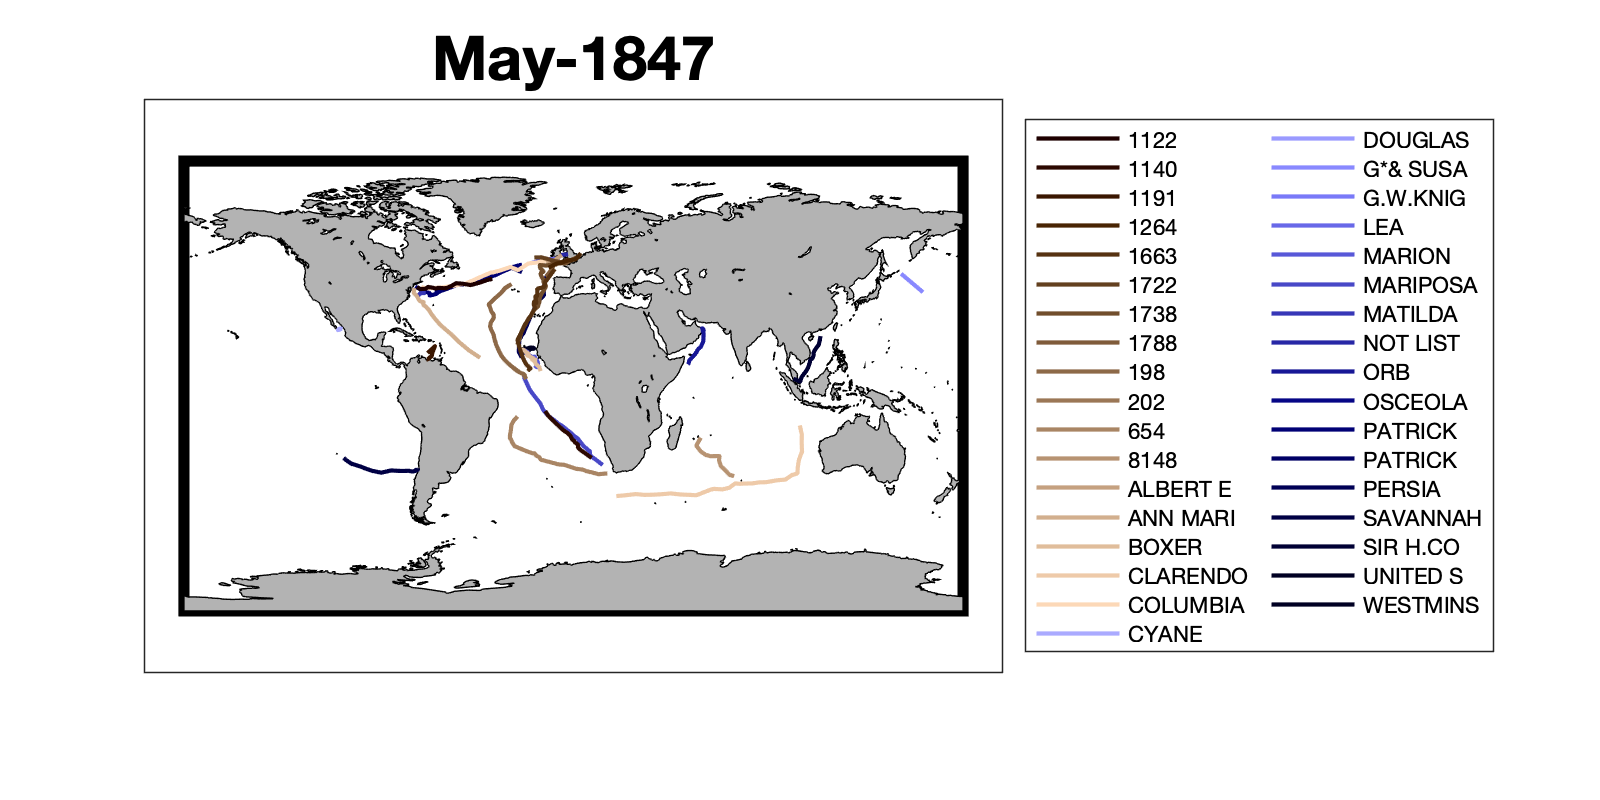 May-1847
1122
1140
1191
1264
1663
1722
1738
1788
198
202
654
8148
ALBERT E
ANN MARI
BOXER
CLARENDO
COLUMBIA
CYANE
DOUGLAS
G*& SUSA
G.W.KNIG
LEA
MARION
MARIPOSA
MATILDA
NOT LIST
ORB
OSCEOLA
PATRICK
PATRICK
PERSIA
SAVANNAH
SIR H.CO
UNITED S
WESTMINS